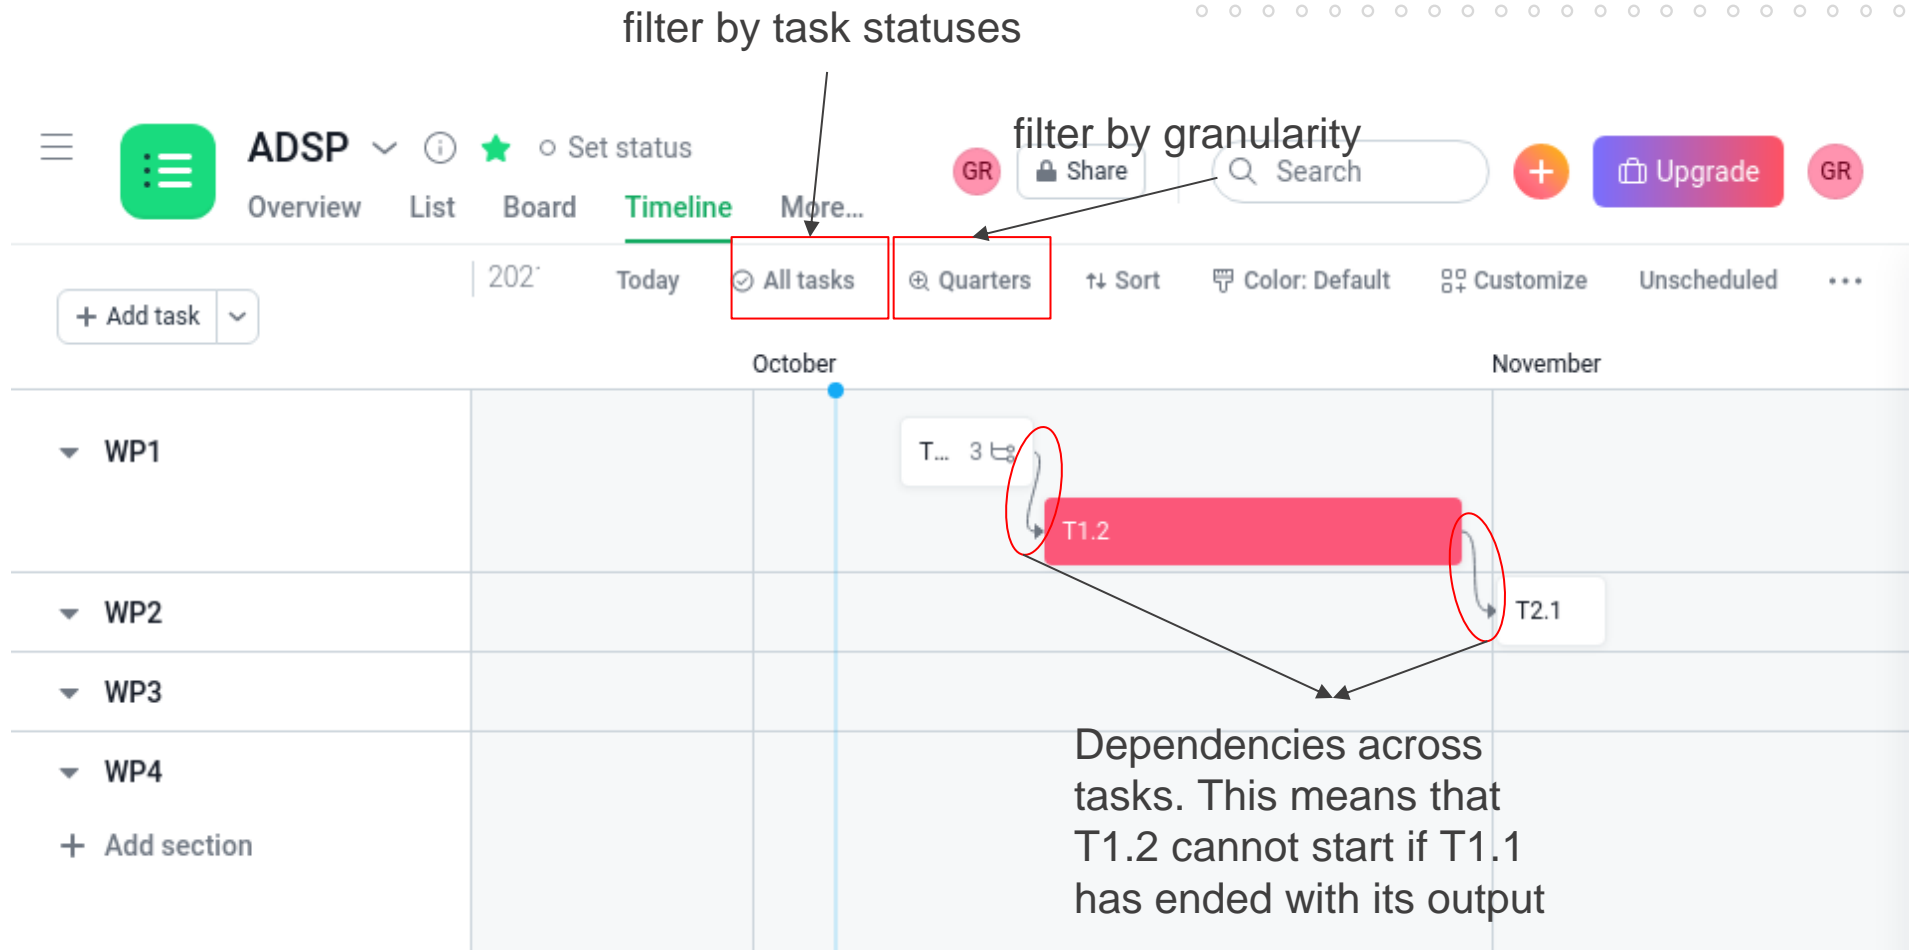 filter by task statuses
filter by granularity
ADSP
Set status
GR
Share
Search
Upgrade
GR
Overview List Board Timeline More...
Today All tasks Quarters Sort Color: Default Customize Unscheduled
+ Add task
October November
WP1
T... 3
T1.2
WP2
T2.1
WP3
WP4
+ Add section
Dependencies across
tasks. This means that
T1.2 cannot start if T1.1
has ended with its output